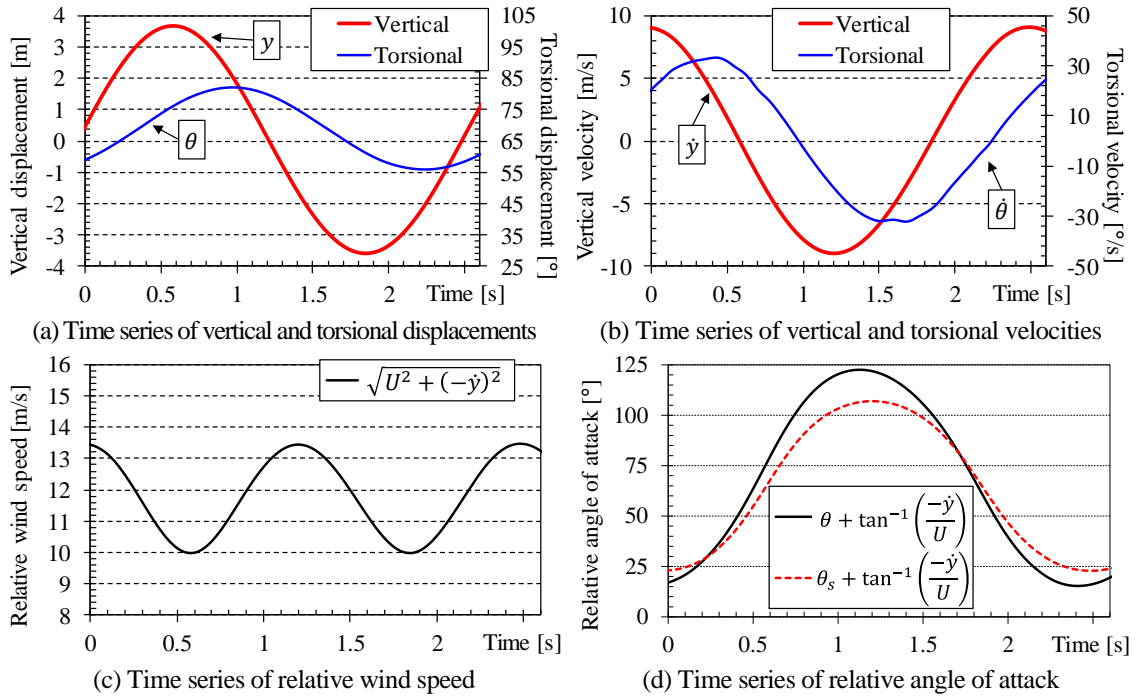 Vertical
Torsional
y
θ
Vertical displacement [m]
4
3
2
1
0
-1
-2
-3
-4
Torsional displacement [°]
105
95
85
75
65
55
45
35
25
0
0.5
1
1.5
2
Time [s]
(a) Time series of vertical and torsional displacements
Vertical
Torsional
ẏ
θ̇
Vertical velocity [m/s]
10
5
0
-5
-10
Torsional velocity [°/s]
50
30
10
-10
-30
-50
0
0.5
1
1.5
2
Time [s]
(b) Time series of vertical and torsional velocities
√U² + (−ẏ)²
Relative wind speed [m/s]
16
15
14
13
12
11
10
9
8
0
0.5
1
1.5
2
Time [s]
(c) Time series of relative wind speed
Relative angle of attack [°]
125
100
75
50
25
0
θ + tan⁻¹(−ẏ/U)
θₛ + tan⁻¹(−ẏ/U)
0
0.5
1
1.5
2
Time [s]
(d) Time series of relative angle of attack